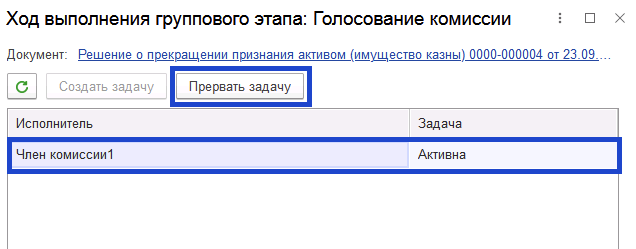 Ход выполнения группового этапа: Голосование комиссии
Документ: Решение о прекращении признания активом (имущество казны) 0000-000004 от 23.09....
Создать задачу Прервать задачу
Исполнитель Задача
Член комиссии1 Активна